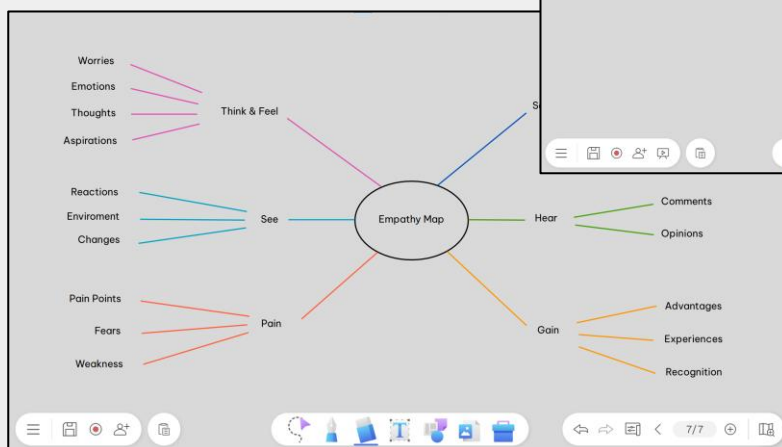 Worries
Emotions
Thoughts
Aspirations
Think & Feel
Reactions
Enviroment
Changes
See
Empathy Map
Hear
Comments
Opinions
Pain Points
Fears
Weakness
Pain
Gain
Advantages
Experiences
Recognition
7/7